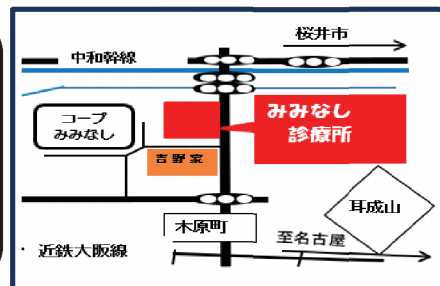 桜井市
中和幹線
みみなし
診療所
コープ
みみなし
吉野家
木原町
耳成山
至名古屋
近鉄大阪線